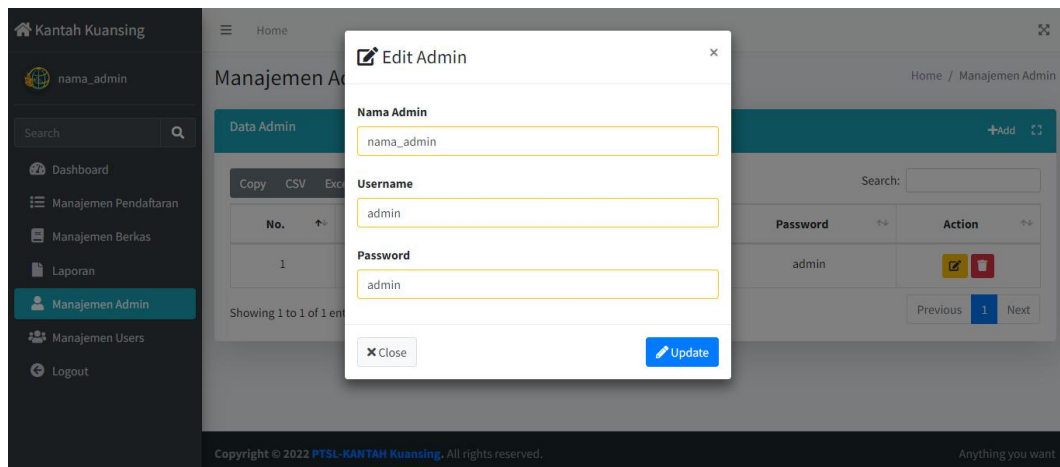 Kantah Kuansing
nama_admin
Search
Dashboard
Manajemen Pendaftaran
Manajemen Berkas
Laporan
Manajemen Admin
Manajemen Users
Logout
Home
Manajemen Ad
Home / Manajemen Admin
Data Admin
+Add
Copy CSV Exc
Search:
No. Password Action
1 admin
Showing 1 to 1 of 1 ent
Previous 1 Next
Edit Admin
×
Nama Admin
nama_admin
Username
admin
Password
admin
Close
Update
Copyright © 2022 PTSL-KANTAH Kuansing. All rights reserved.
Anything you want